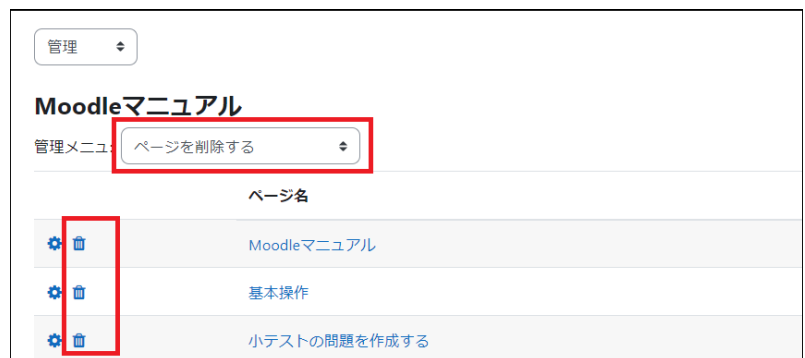 管理
Moodleマニュアル
管理メニュ ページを削除する
ページ名
Moodleマニュアル
基本操作
小テストの問題を作成する